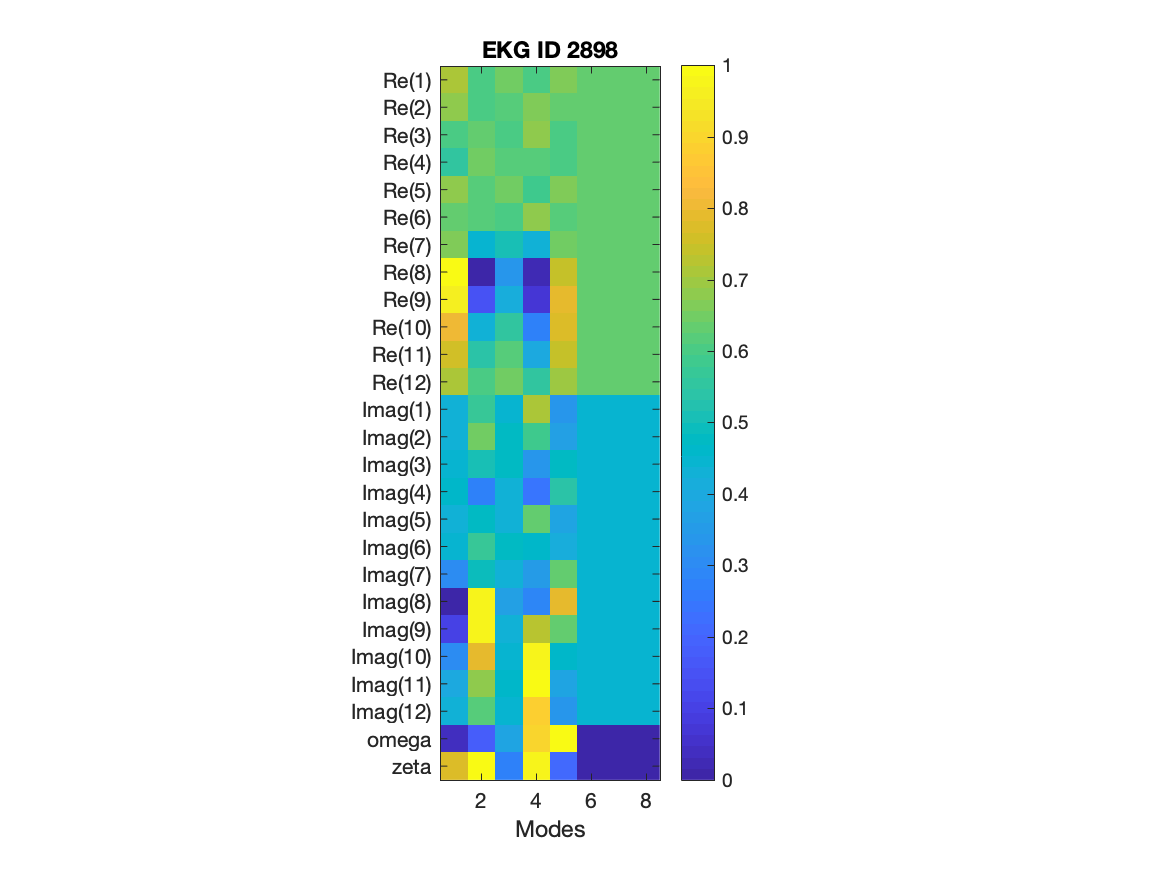 EKG ID 2898
Re(1)
Re(2)
Re(3)
Re(4)
Re(5)
Re(6)
Re(7)
Re(8)
Re(9)
Re(10)
Re(11)
Re(12)
Imag(1)
Imag(2)
Imag(3)
Imag(4)
Imag(5)
Imag(6)
Imag(7)
Imag(8)
Imag(9)
Imag(10)
Imag(11)
Imag(12)
omega
zeta
2 4 6 8
Modes
1
0.9
0.8
0.7
0.6
0.5
0.4
0.3
0.2
0.1
0